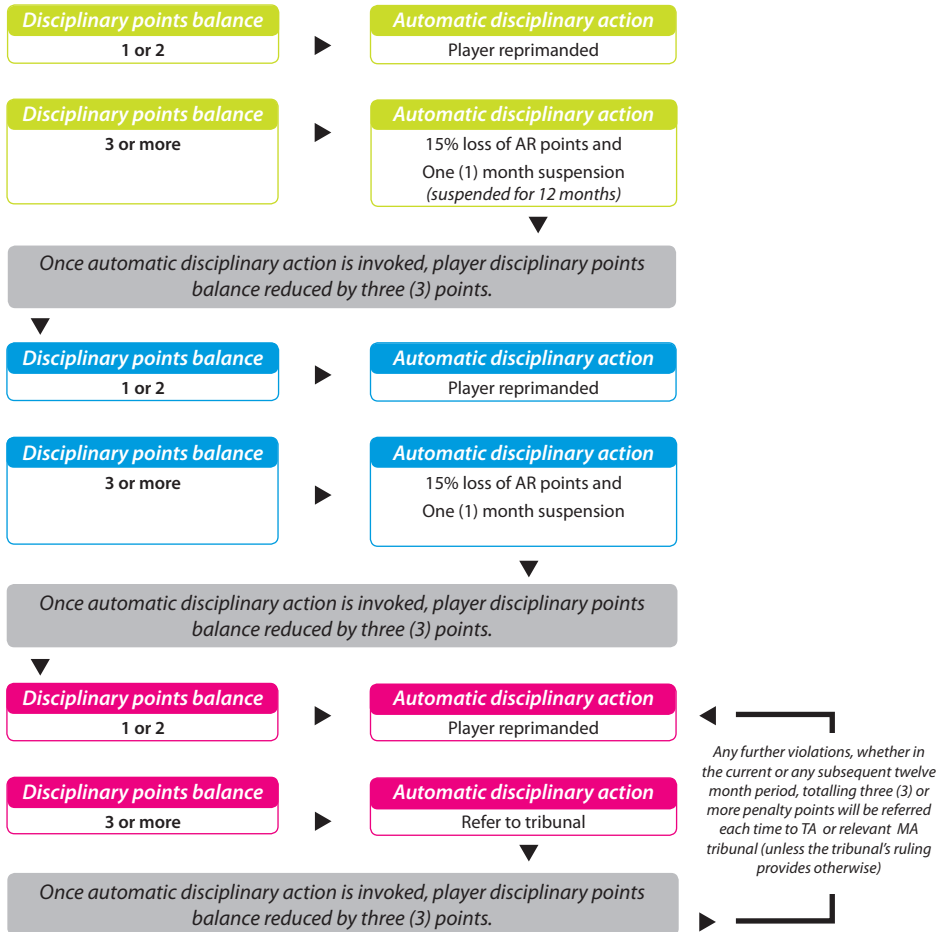 Disciplinary points balance
1 or 2
Automatic disciplinary action
Player reprimanded
Disciplinary points balance
3 or more
Automatic disciplinary action
15% loss of AR points and
One (1) month suspension
(suspended for 12 months)
Once automatic disciplinary action is invoked, player disciplinary points
balance reduced by three (3) points.
Disciplinary points balance
1 or 2
Automatic disciplinary action
Player reprimanded
Disciplinary points balance
3 or more
Automatic disciplinary action
15% loss of AR points and
One (1) month suspension
Once automatic disciplinary action is invoked, player disciplinary points
balance reduced by three (3) points.
Disciplinary points balance
1 or 2
Automatic disciplinary action
Player reprimanded
Disciplinary points balance
3 or more
Automatic disciplinary action
Refer to tribunal
Any further violations, whether in
the current or any subsequent twelve
month period, totalling three (3) or
more penalty points will be referred
each time to TA or relevant MA
tribunal (unless the tribunal's ruling
provides otherwise)
Once automatic disciplinary action is invoked, player disciplinary points
balance reduced by three (3) points.